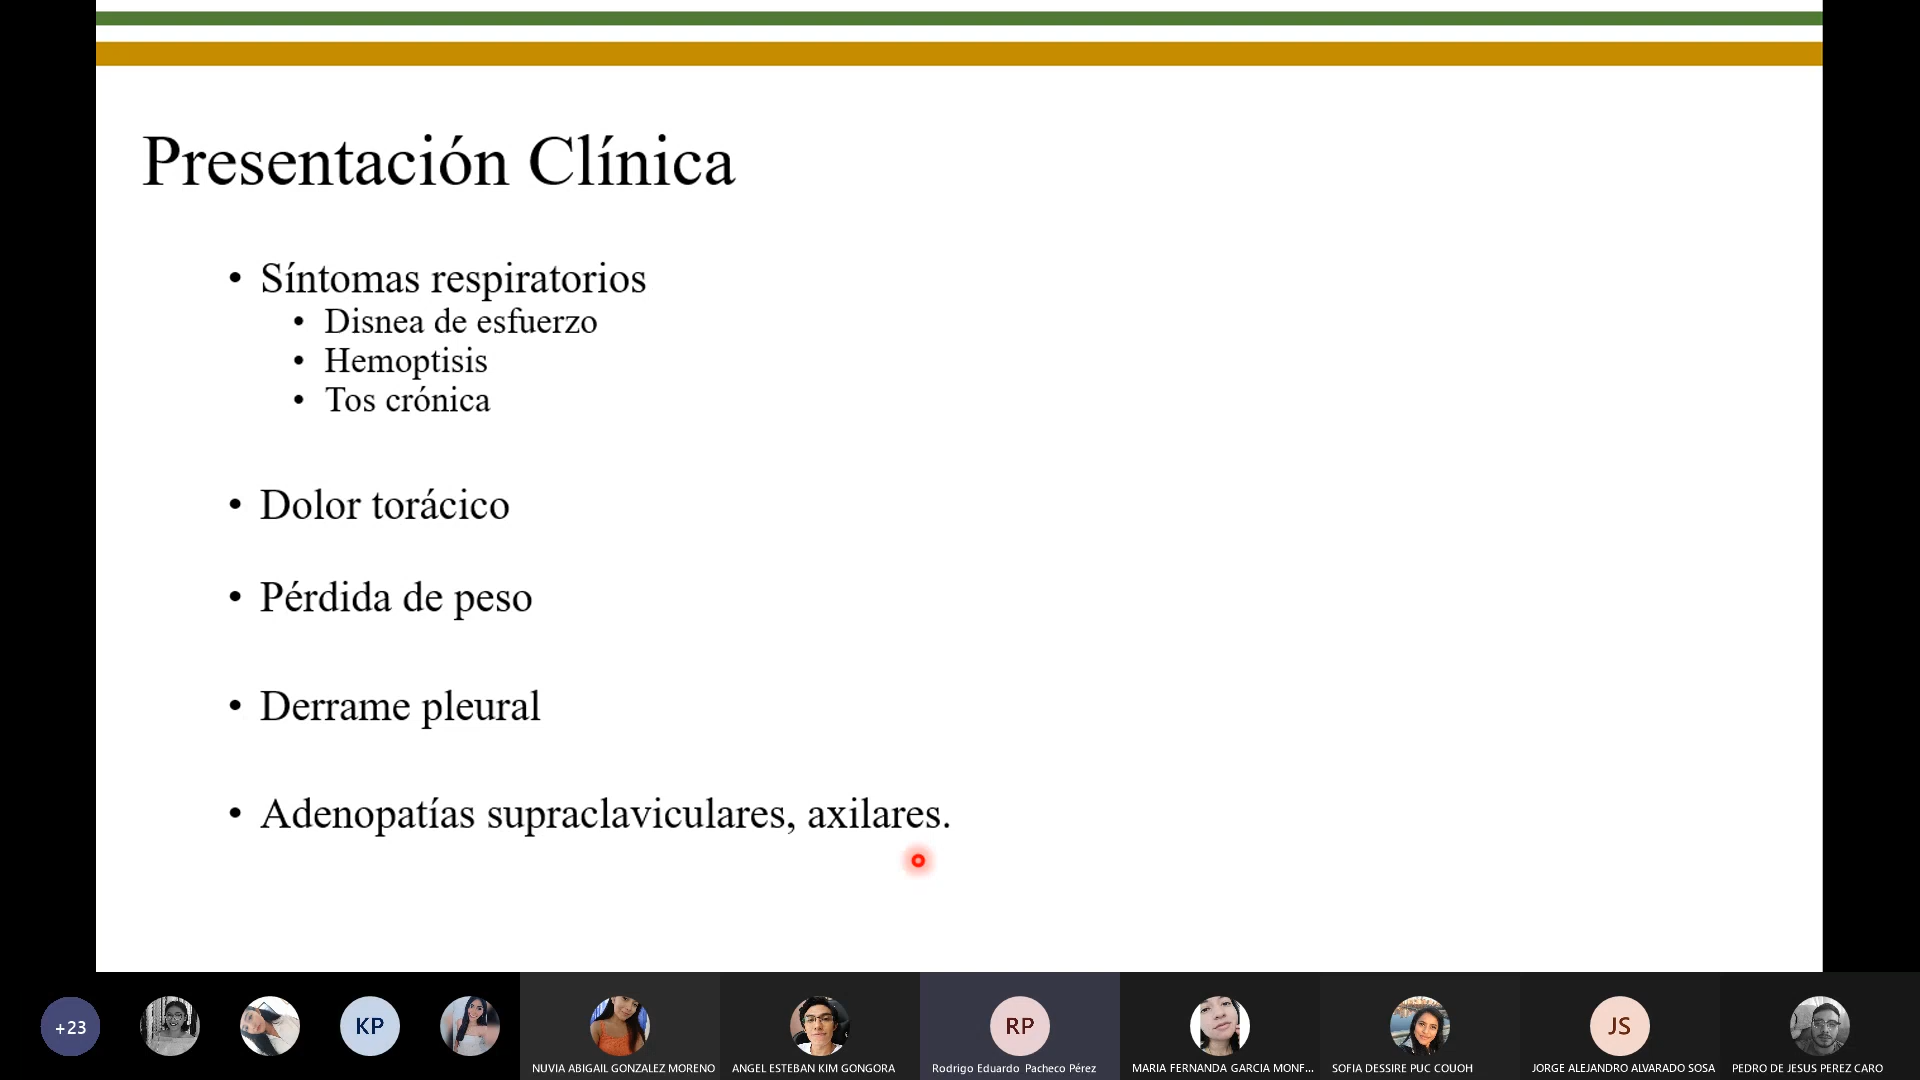 Presentación Clínica
• Síntomas respiratorios
• Disnea de esfuerzo
• Hemoptisis
• Tos crónica
• Dolor torácico
• Pérdida de peso
• Derrame pleural
• Adenopatías supraclaviculares, axilares.
+23
KP
RP
JS
NUVIA ABIGAIL GONZALEZ MORENO
ANGEL ESTEBAN KIM GONGORA
Rodrigo Eduardo Pacheco Pérez
MARIA FERNANDA GARCIA MONF...
SOFIA DESSIRE PUC COUOH
JORGE ALEJANDRO ALVARADO SOSA
PEDRO DE JESUS PEREZ CARO